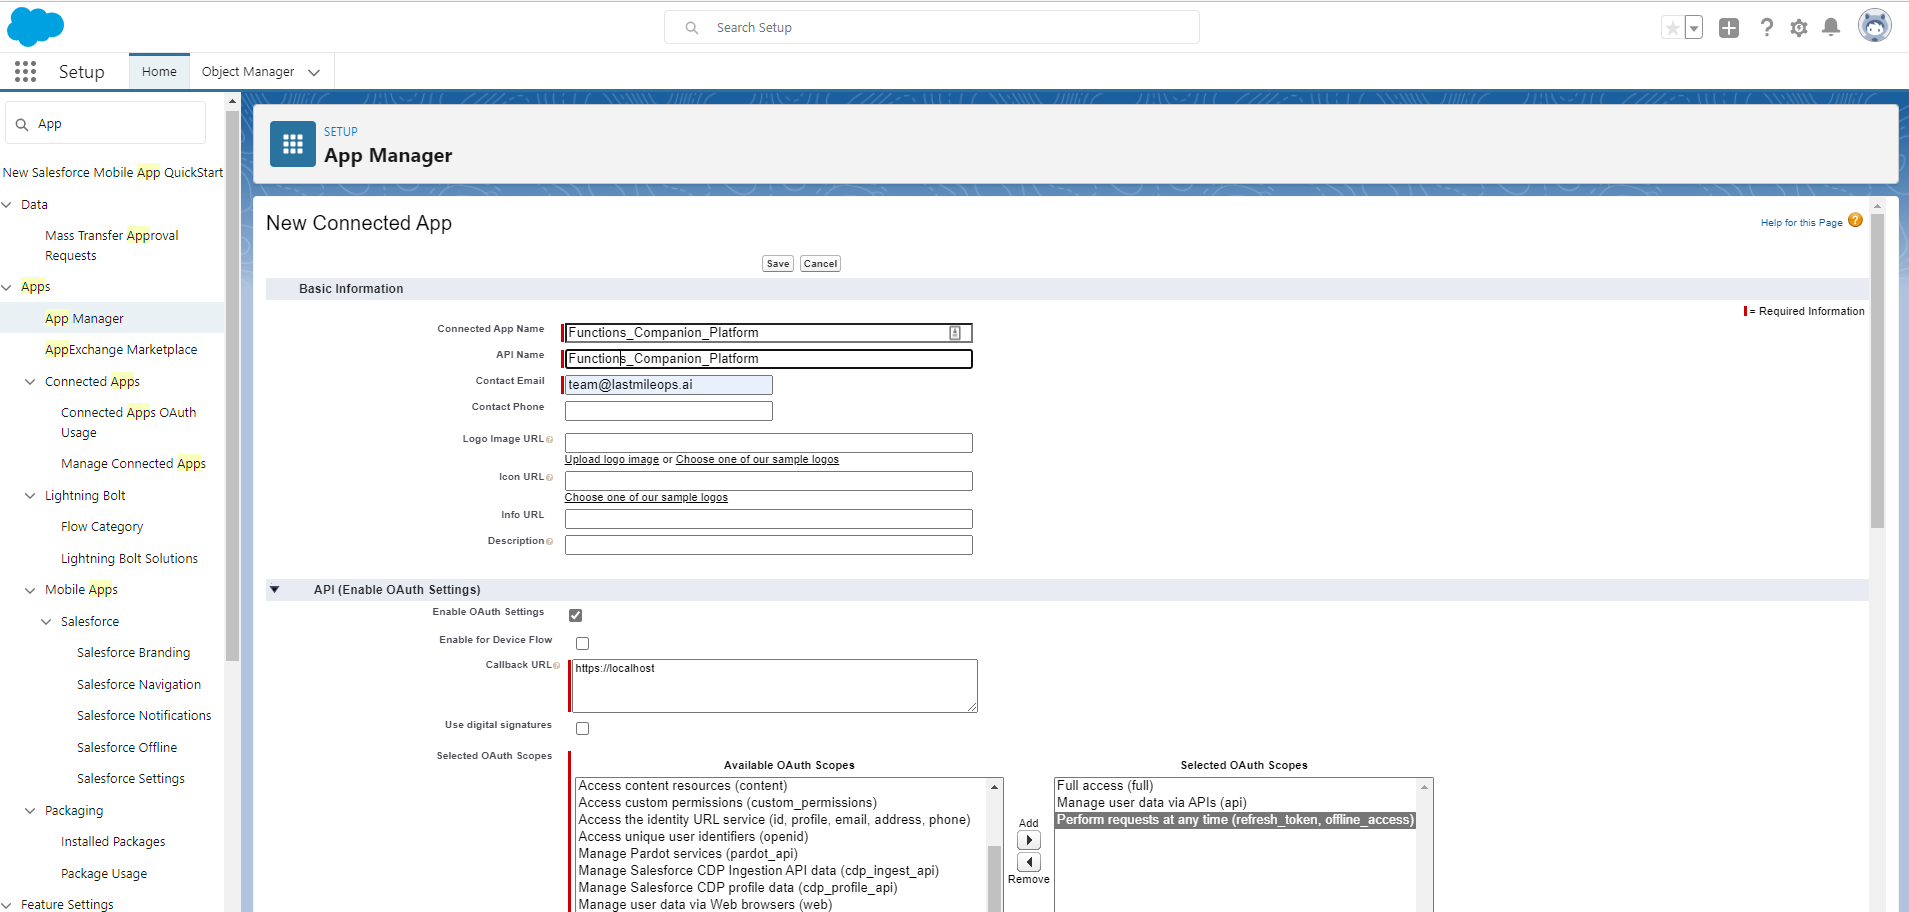 Search Setup
Setup
Home
Object Manager
App
New Salesforce Mobile App QuickStart
Data
Mass Transfer Approval
Requests
Apps
App Manager
AppExchange Marketplace
Connected Apps
Connected Apps OAuth
Usage
Manage Connected Apps
Lightning Bolt
Flow Category
Lightning Bolt Solutions
Mobile Apps
Salesforce
Salesforce Branding
Salesforce Navigation
Salesforce Notifications
Salesforce Offline
Salesforce Settings
Packaging
Installed Packages
Package Usage
Feature Settings
SETUP
App Manager
New Connected App
Help for this Page
Save Cancel
Basic Information
= Required Information
Connected App Name Functions_Companion_Platform
API Name Functions_Companion_Platform
Contact Email team@lastmileops.ai
Contact Phone
Logo Image URL
Upload logo image or Choose one of our sample logos
Icon URL
Choose one of our sample logos
Info URL
Description
API (Enable OAuth Settings)
Enable OAuth Settings
Enable for Device Flow
Callback URL https://localhost
Use digital signatures
Selected OAuth Scopes
Available OAuth Scopes
Access content resources (content)
Access custom permissions (custom_permissions)
Access the identity URL service (id, profile, email, address, phone)
Access unique user identifiers (openid)
Manage Pardot services (pardot_api)
Manage Salesforce CDP Ingestion API data (cdp_ingest_api)
Manage Salesforce CDP profile data (cdp_profile_api)
Manage user data via Web browsers (web)
Add
Remove
Selected OAuth Scopes
Full access (full)
Manage user data via APIs (api)
Perform requests at any time (refresh_token, offline_access)